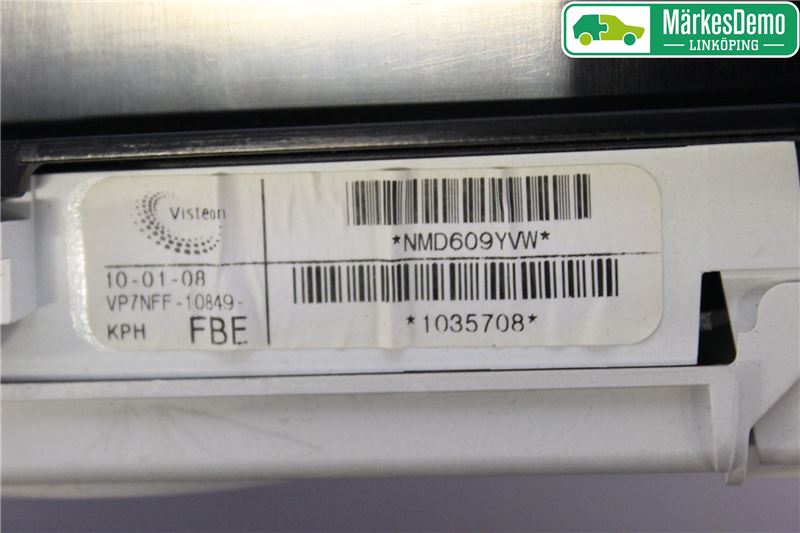 MärkesDemo
LINKÖPING
Visteon
*NMD609YVW*
10-01-08
VP7NFF-10849-
KPH FBE
*1035708*